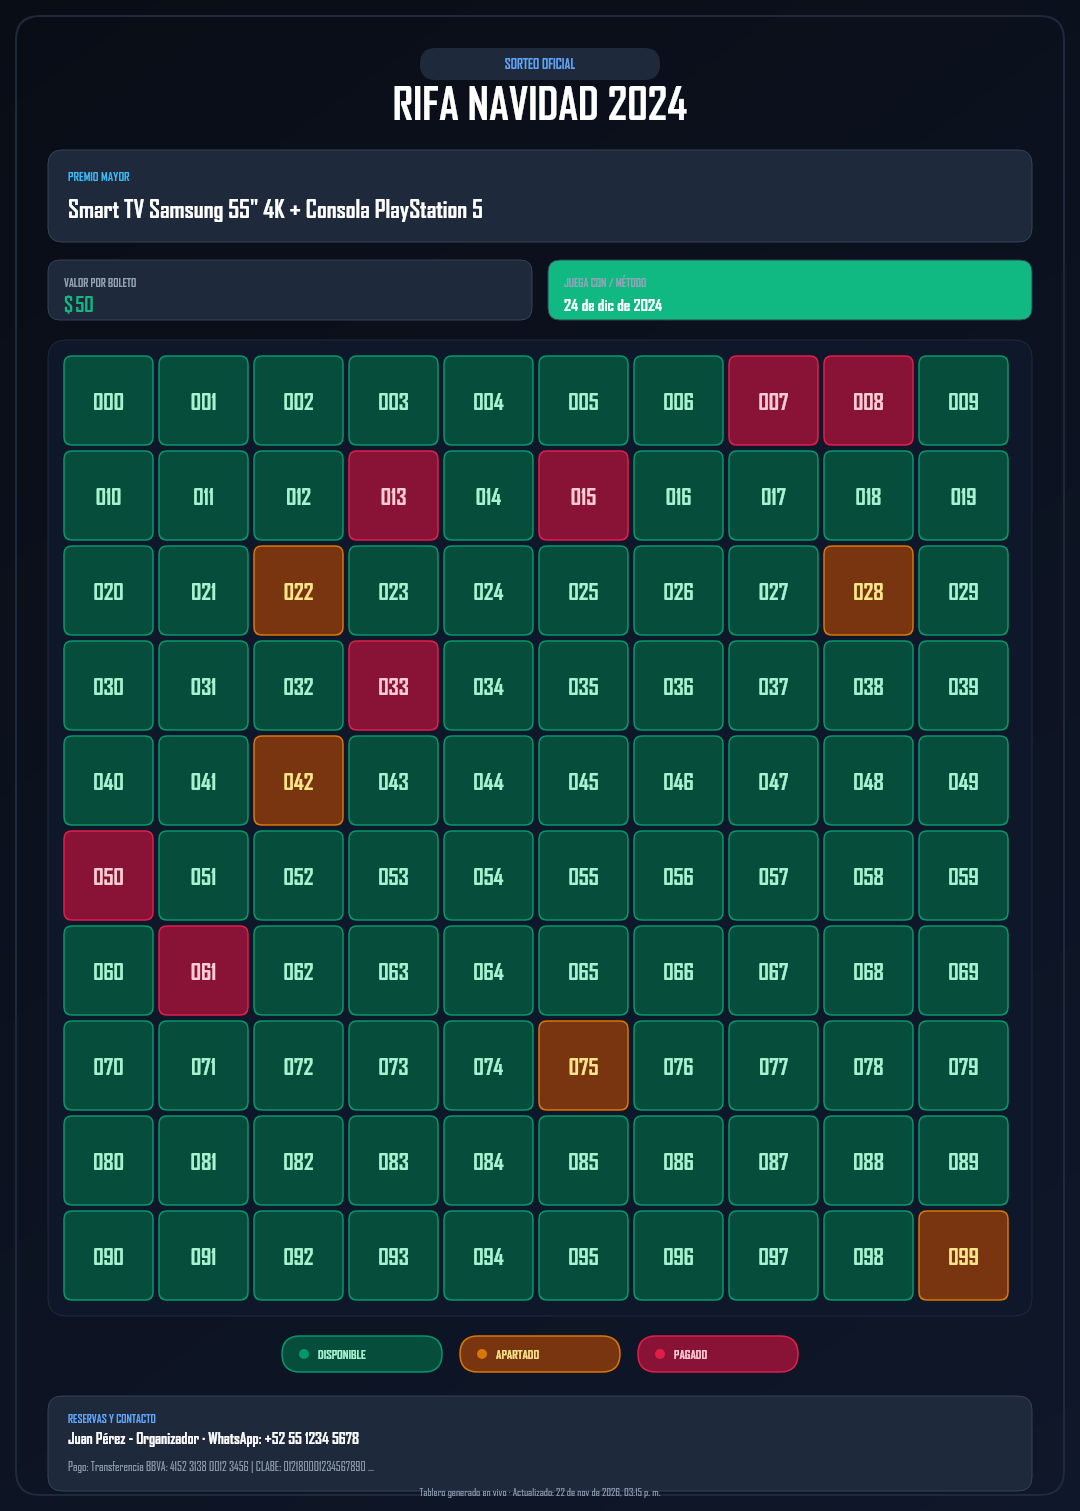 SORTEO OFICIAL
RIFA NAVIDAD 2024
PREMIO MAYOR
Smart TV Samsung 55" 4K + Consola PlayStation 5
VALOR POR BOLETO
$50
JUEGA CON / MÉTODO
24 de dic de 2024
000 001 002 003 004 005 006 007 008 009
010 011 012 013 014 015 016 017 018 019
020 021 022 023 024 025 026 027 028 029
030 031 032 033 034 035 036 037 038 039
040 041 042 043 044 045 046 047 048 049
050 051 052 053 054 055 056 057 058 059
060 061 062 063 064 065 066 067 068 069
070 071 072 073 074 075 076 077 078 079
080 081 082 083 084 085 086 087 088 089
090 091 092 093 094 095 096 097 098 099
DISPONIBLE APARTADO PAGADO
RESERVAS Y CONTACTO
Juan Pérez - Organizador · WhatsApp: +52 55 1234 5678
Pago: Transferencia BBVA: 4152 3138 0012 3456 | CLABE: 012180001234567890 ...
Tablero generado en vivo · Actualizado: 22 de nov de 2026, 03:15 p. m.